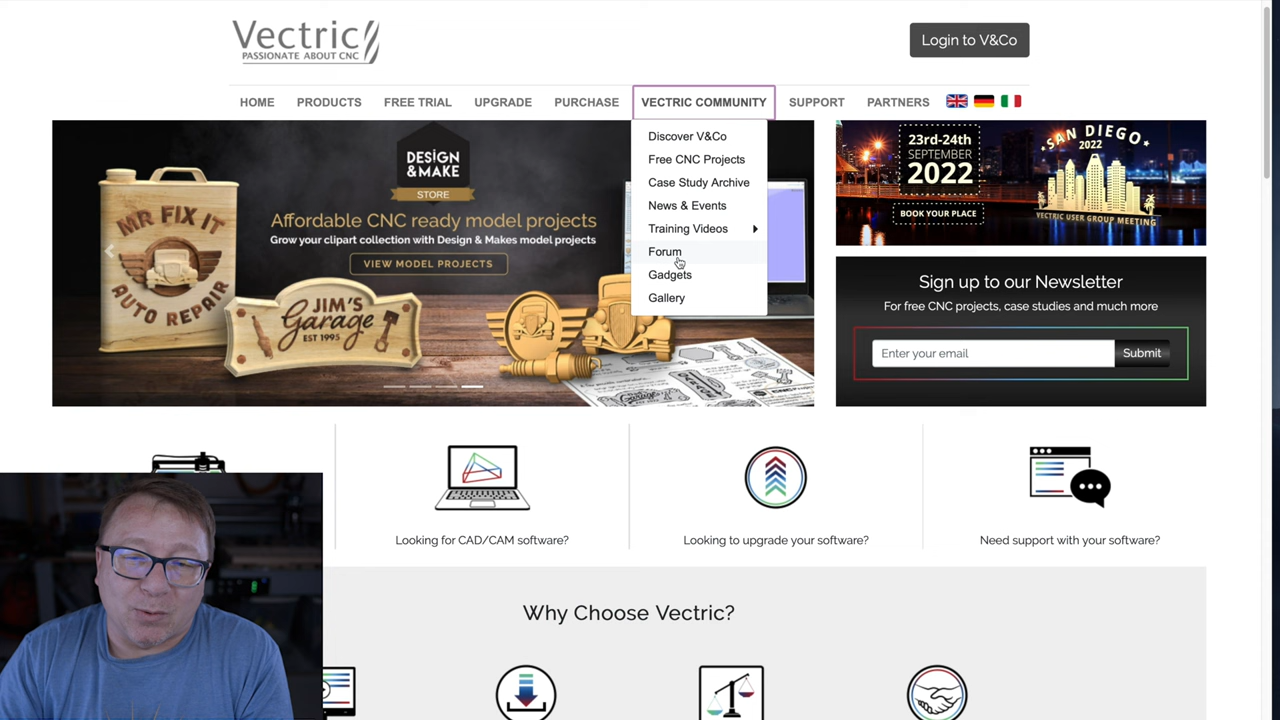 Vectric
PASSIONATE ABOUT CNC
Login to V&Co
HOME
PRODUCTS
FREE TRIAL
UPGRADE
PURCHASE
VECTRIC COMMUNITY
SUPPORT
PARTNERS
Discover V&Co
Free CNC Projects
Case Study Archive
News & Events
Training Videos
Forum
Gadgets
Gallery
MR FIX IT
AUTO REPAIR
DESIGN
&MAKE
STORE
Affordable CNC ready model projects
Grow your clipart collection with Design & Makes model projects
VIEW MODEL PROJECTS
JIM'S
Garage
EST 1995
23rd-24th
SEPTEMBER
2022
BOOK YOUR PLACE
SAN DIEGO
2022
VECTRIC USER GROUP MEETING
Sign up to our Newsletter
For free CNC projects, case studies and much more
Enter your email
Submit
Looking for CAD/CAM software?
Looking to upgrade your software?
Need support with your software?
Why Choose Vectric?